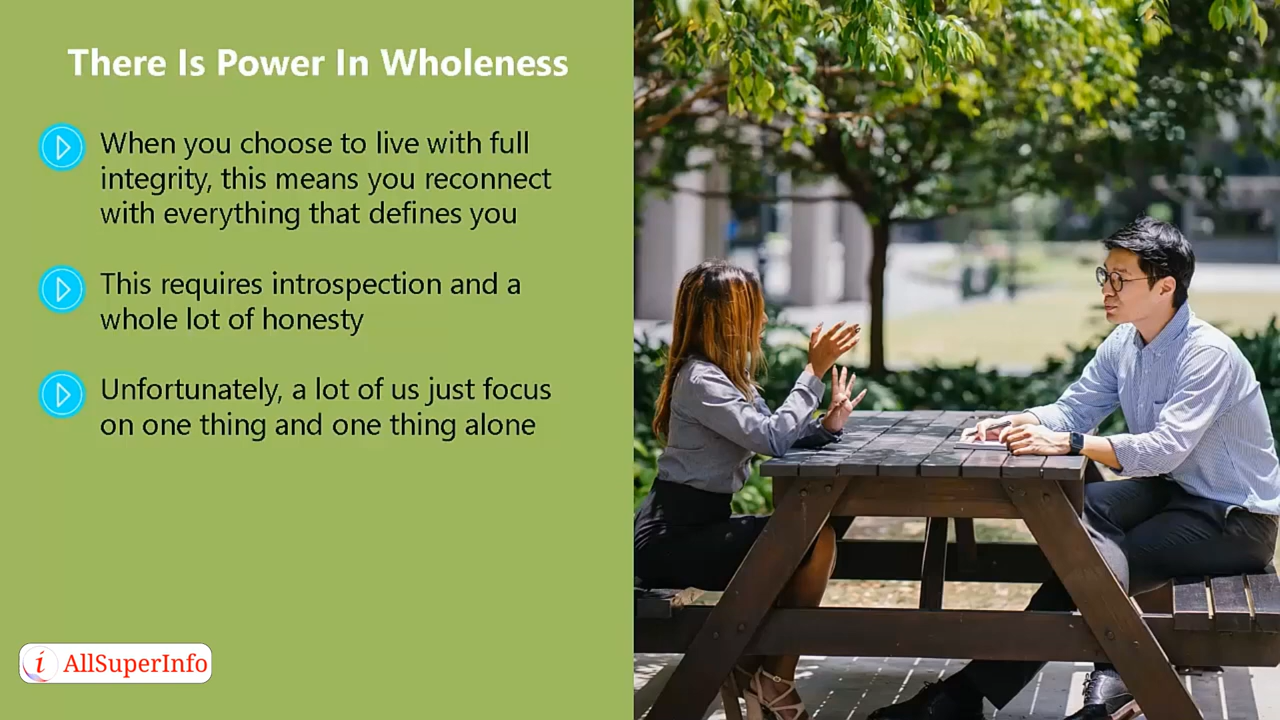 There Is Power In Wholeness
When you choose to live with full
integrity, this means you reconnect
with everything that defines you
This requires introspection and a
whole lot of honesty
Unfortunately, a lot of us just focus
on one thing and one thing alone
i AllSuperInfo